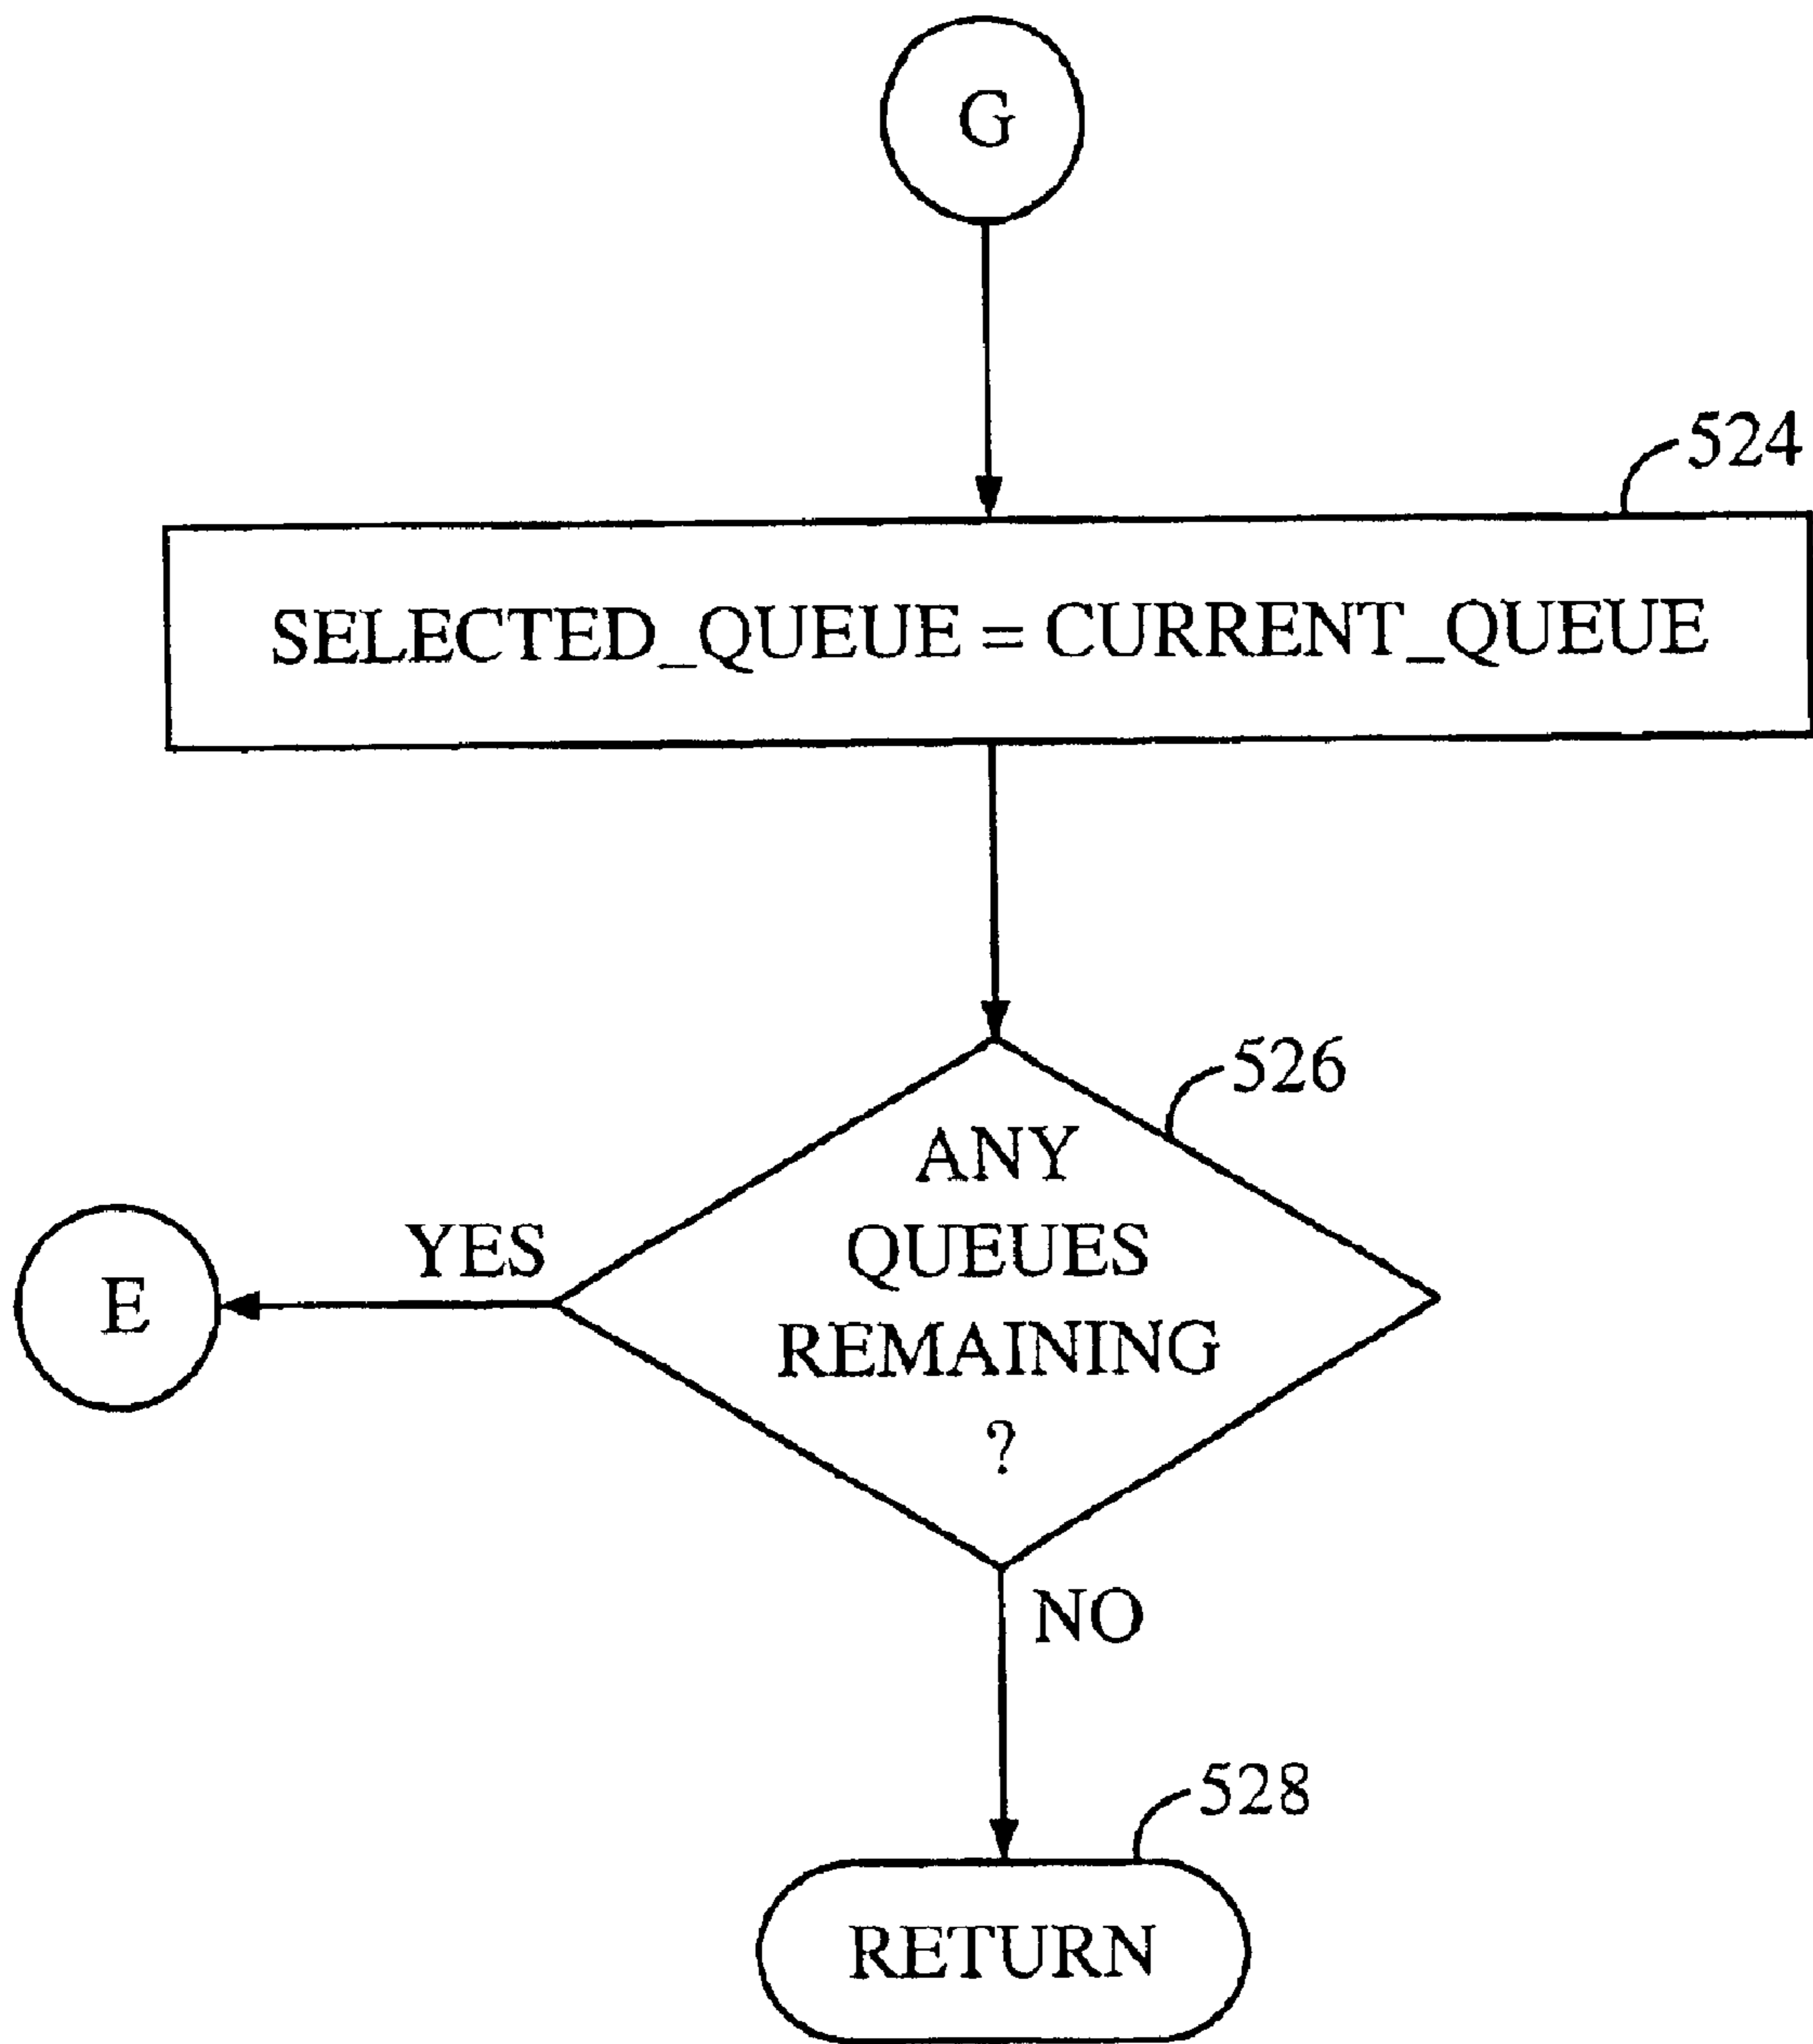 G
524
SELECTED_QUEUE = CURRENT_QUEUE
526
ANY
QUEUES
REMAINING
?
YES
E
NO
528
RETURN